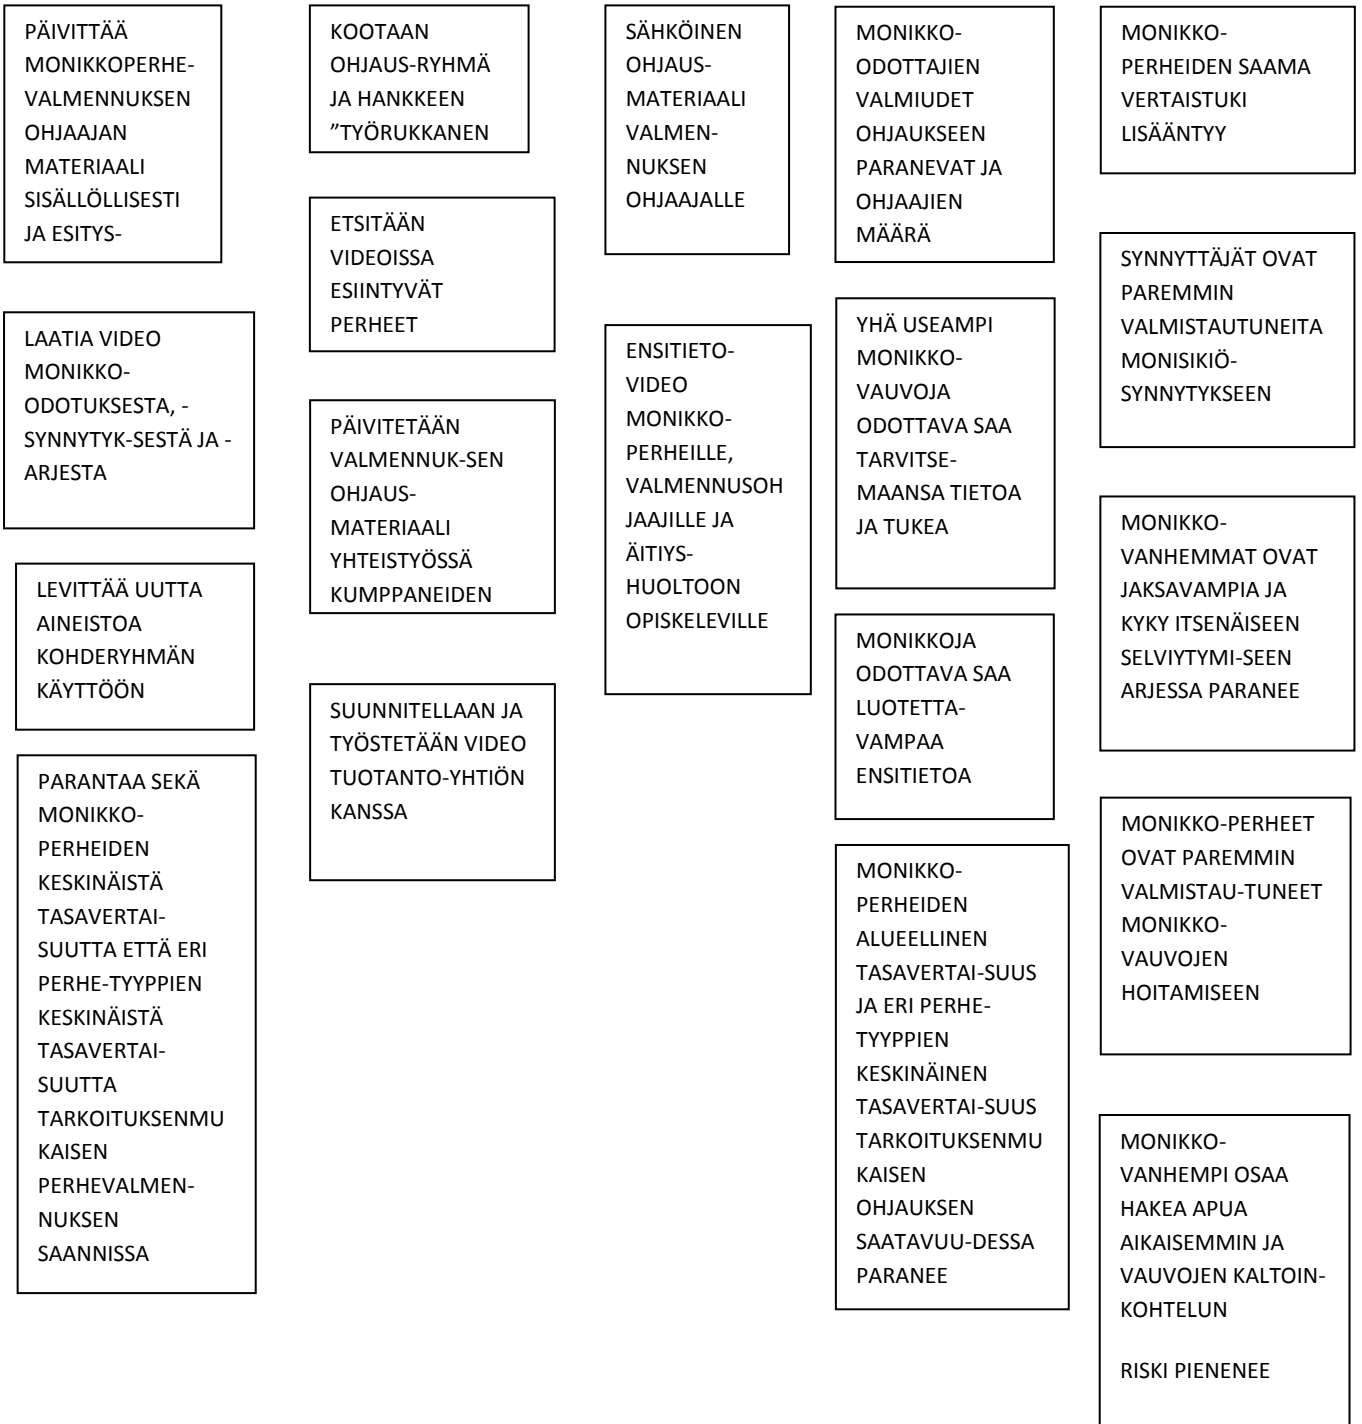 PÄIVITTÄÄ
MONIKKOPERHE-
VALMENNUKSEN
OHJAAJAN
MATERIAALI
SISÄLLÖLLISESTI
JA ESITYS-
LAATIA VIDEO
MONIKKO-
ODOTUKSESTA, -
SYNNYTYK-SESTÄ JA -
ARJESTA
LEVITTÄÄ UUTTA
AINEISTOA
KOHDERYHMÄN
KÄYTTÖÖN
PARANTAA SEKÄ
MONIKKO-
PERHEIDEN
KESKINÄISTÄ
TASAVERTAI-
SUUTTA ETTÄ ERI
PERHE-TYYPPIEN
KESKINÄISTÄ
TASAVERTAI-
SUUTTA
TARKOITUKSENMU
KAISEN
PERHEVALMEN-
NUKSEN
SAANNISSA
KOOTAAN
OHJAUS-RYHMÄ
JA HANKKEEN
”TYÖRUKKANEN
ETSITÄÄN
VIDEOISSA
ESIINTYVÄT
PERHEET
PÄIVITETÄÄN
VALMENNUK-SEN
OHJAUS-
MATERIAALI
YHTEISTYÖSSÄ
KUMPPANEIDEN
SUUNNITELLAAN JA
TYÖSTETÄÄN VIDEO
TUOTANTO-YHTIÖN
KANSSA
SÄHKÖINEN
OHJAUS-
MATERIAALI
VALMEN-
NUKSEN
OHJAAJALLE
ENSITIETO-
VIDEO
MONIKKO-
PERHEILLE,
VALMENNUSOH
JAAJILLE JA
ÄITIYS-
HUOLTOON
OPISKELEVILLE
MONIKKO-
ODOTTAJIEN
VALMIUDET
OHJAUKSEEN
PARANEVAT JA
OHJAAJIEN
MÄÄRÄ
YHÄ USEAMPI
MONIKKO-
VAUVOJA
ODOTTAVA SAA
TARVITSE-
MAANSA TIETOA
JA TUKEA
MONIKKOJA
ODOTTAVA SAA
LUOTETTA-
VAMPAA
ENSITIETOA
MONIKKO-
PERHEIDEN
ALUEELLINEN
TASAVERTAI-SUUS
JA ERI PERHE-
TYYPPIEN
KESKINÄINEN
TASAVERTAI-SUUS
TARKOITUKSENMU
KAISEN
OHJAUKSEN
SAATAVUU-DESSA
PARANEE
MONIKKO-
PERHEIDEN SAAMA
VERTAISTUKI
LISÄÄNTYY
SYNNYTTÄJÄT OVAT
PAREMMIN
VALMISTAUTUNEITA
MONISIKIÖ-
SYNNYTYKSEEN
MONIKKO-
VANHEMMAT OVAT
JAKSAVAMPIA JA
KYKY ITSENÄISEEN
SELVIYTYMI-SEEN
ARJESSA PARANEE
MONIKKO-PERHEET
OVAT PAREMMIN
VALMISTAU-TUNEET
MONIKKO-
VAUVOJEN
HOITAMISEEN
MONIKKO-
VANHEMPI OSAA
HAKEA APUA
AIKAISEMMIN JA
VAUVOJEN KALTOIN-
KOHTELUN
RISKI PIENENEE